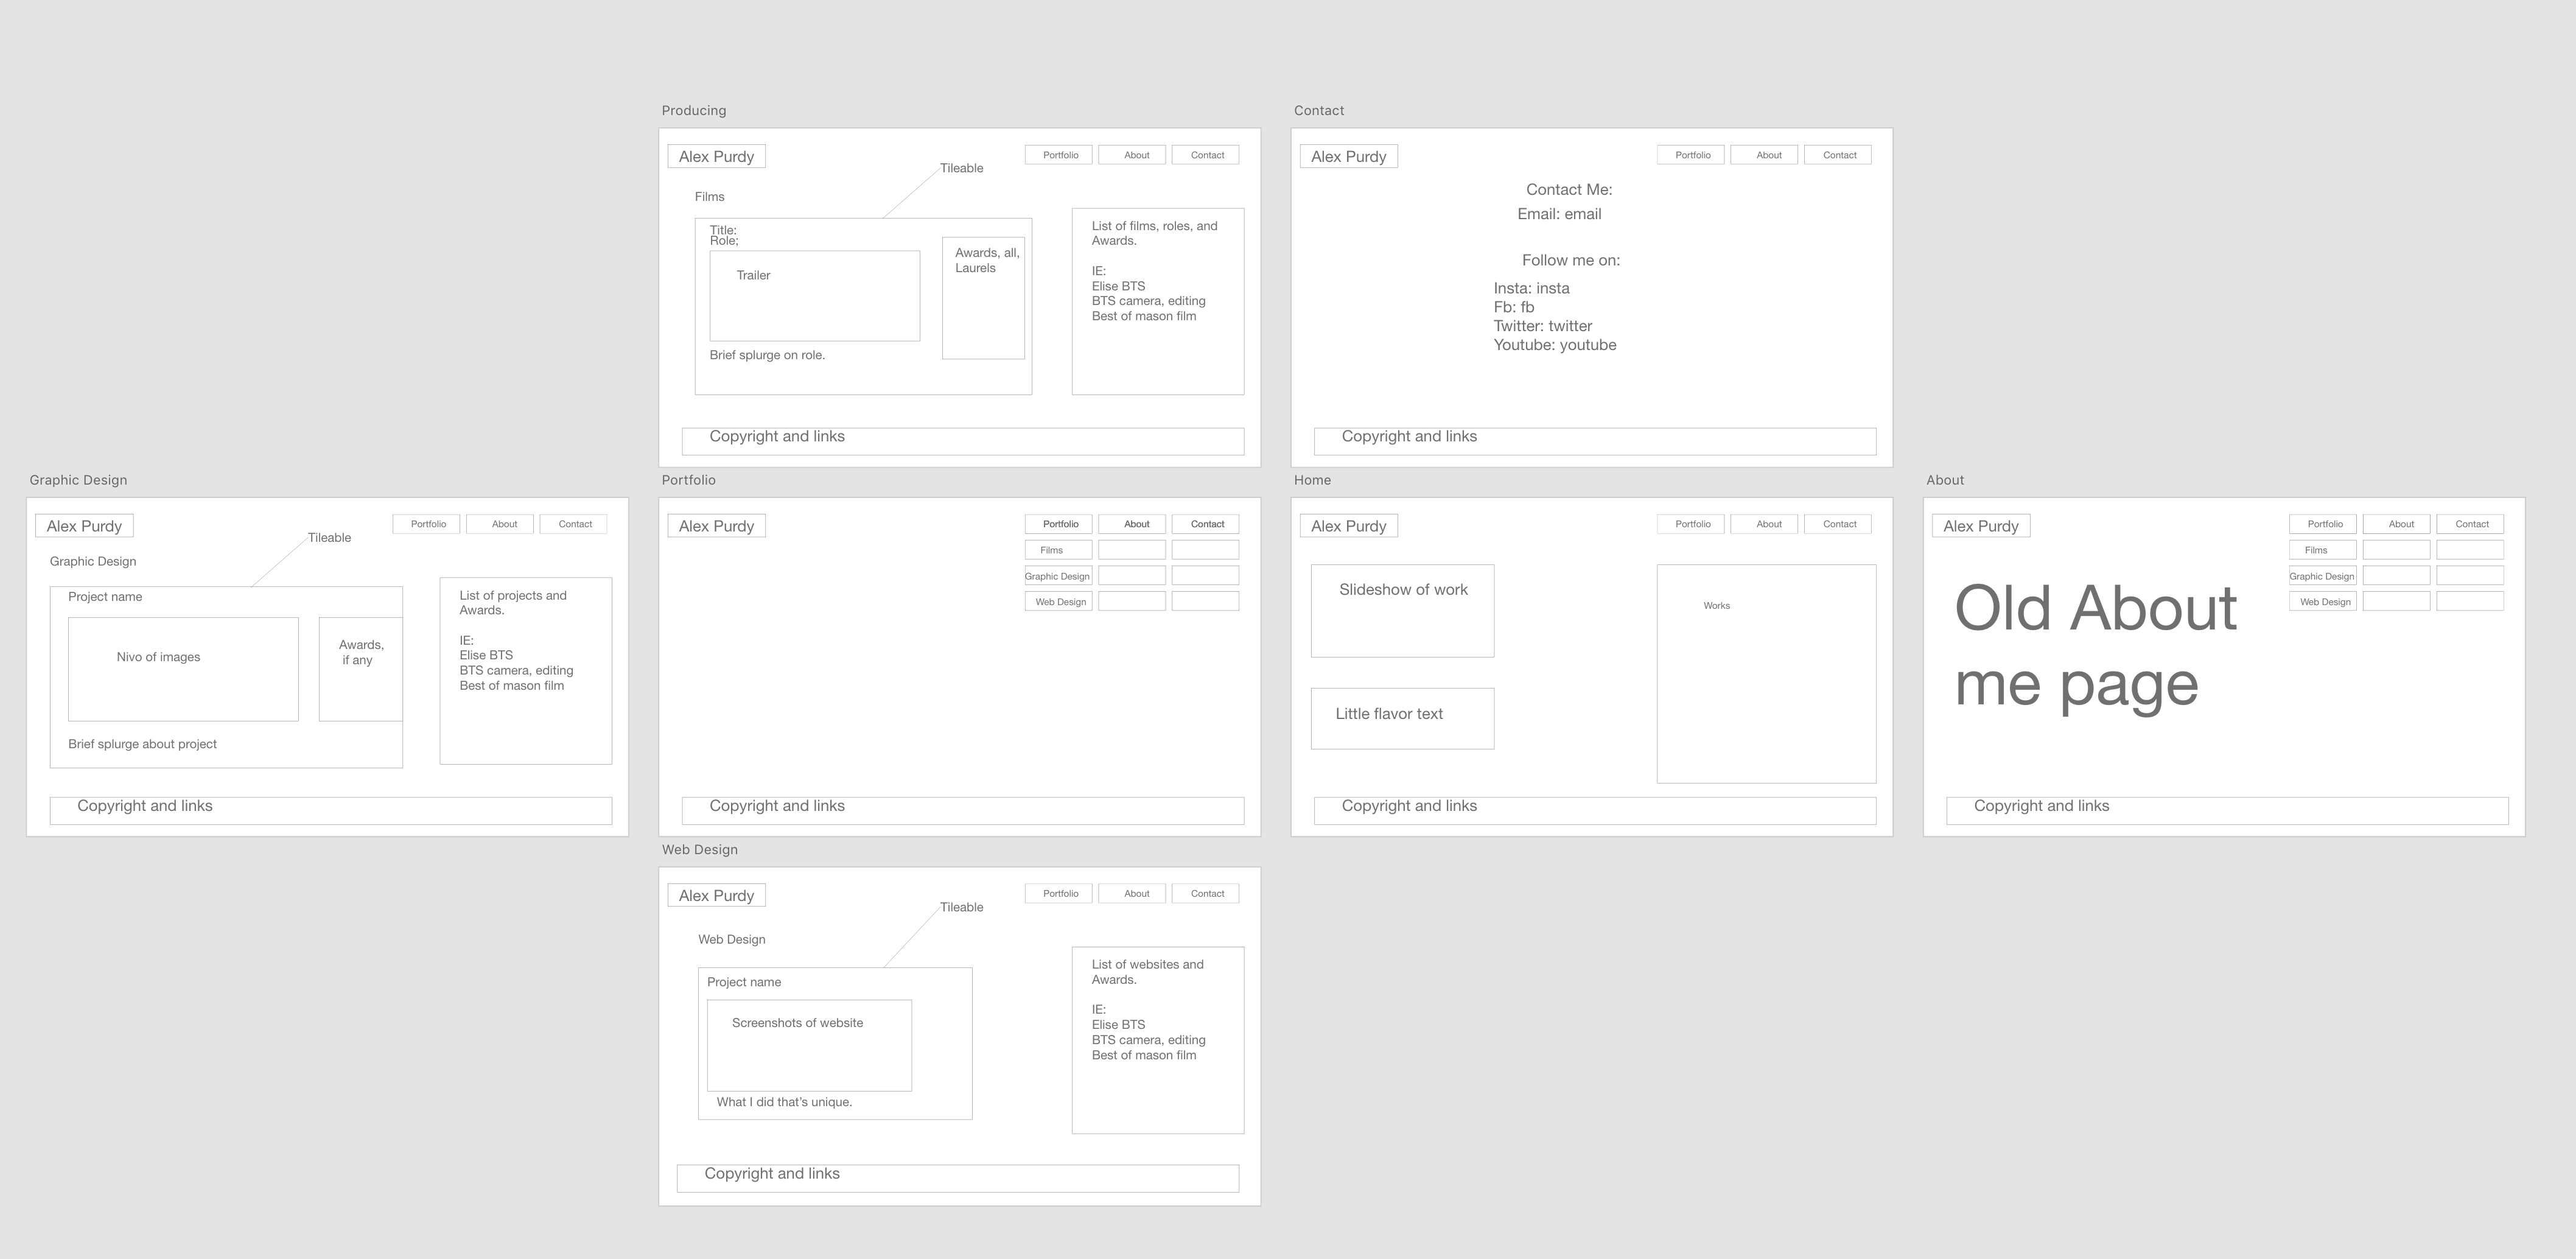 Producing
Alex Purdy
Portfolio
About
Contact
Tileable
Films
Title:
Role;
Trailer
Brief splurge on role.
Awards, all,
Laurels
List of films, roles, and
Awards.
IE:
Elise BTS
BTS camera, editing
Best of mason film
Copyright and links
Contact
Alex Purdy
Portfolio
About
Contact
Contact Me:
Email: email
Follow me on:
Insta: insta
Fb: fb
Twitter: twitter
Youtube: youtube
Copyright and links
Graphic Design
Alex Purdy
Portfolio
About
Contact
Tileable
Graphic Design
Project name
Nivo of images
Awards,
if any
Brief splurge about project
List of projects and
Awards.
IE:
Elise BTS
BTS camera, editing
Best of mason film
Copyright and links
Portfolio
Alex Purdy
Portfolio
About
Contact
Films
Graphic Design
Web Design
Copyright and links
Home
Alex Purdy
Portfolio
About
Contact
Slideshow of work
Little flavor text
Works
Copyright and links
About
Alex Purdy
Portfolio
About
Contact
Films
Graphic Design
Web Design
Old About
me page
Copyright and links
Web Design
Alex Purdy
Portfolio
About
Contact
Tileable
Web Design
Project name
Screenshots of website
What I did that’s unique.
List of websites and
Awards.
IE:
Elise BTS
BTS camera, editing
Best of mason film
Copyright and links